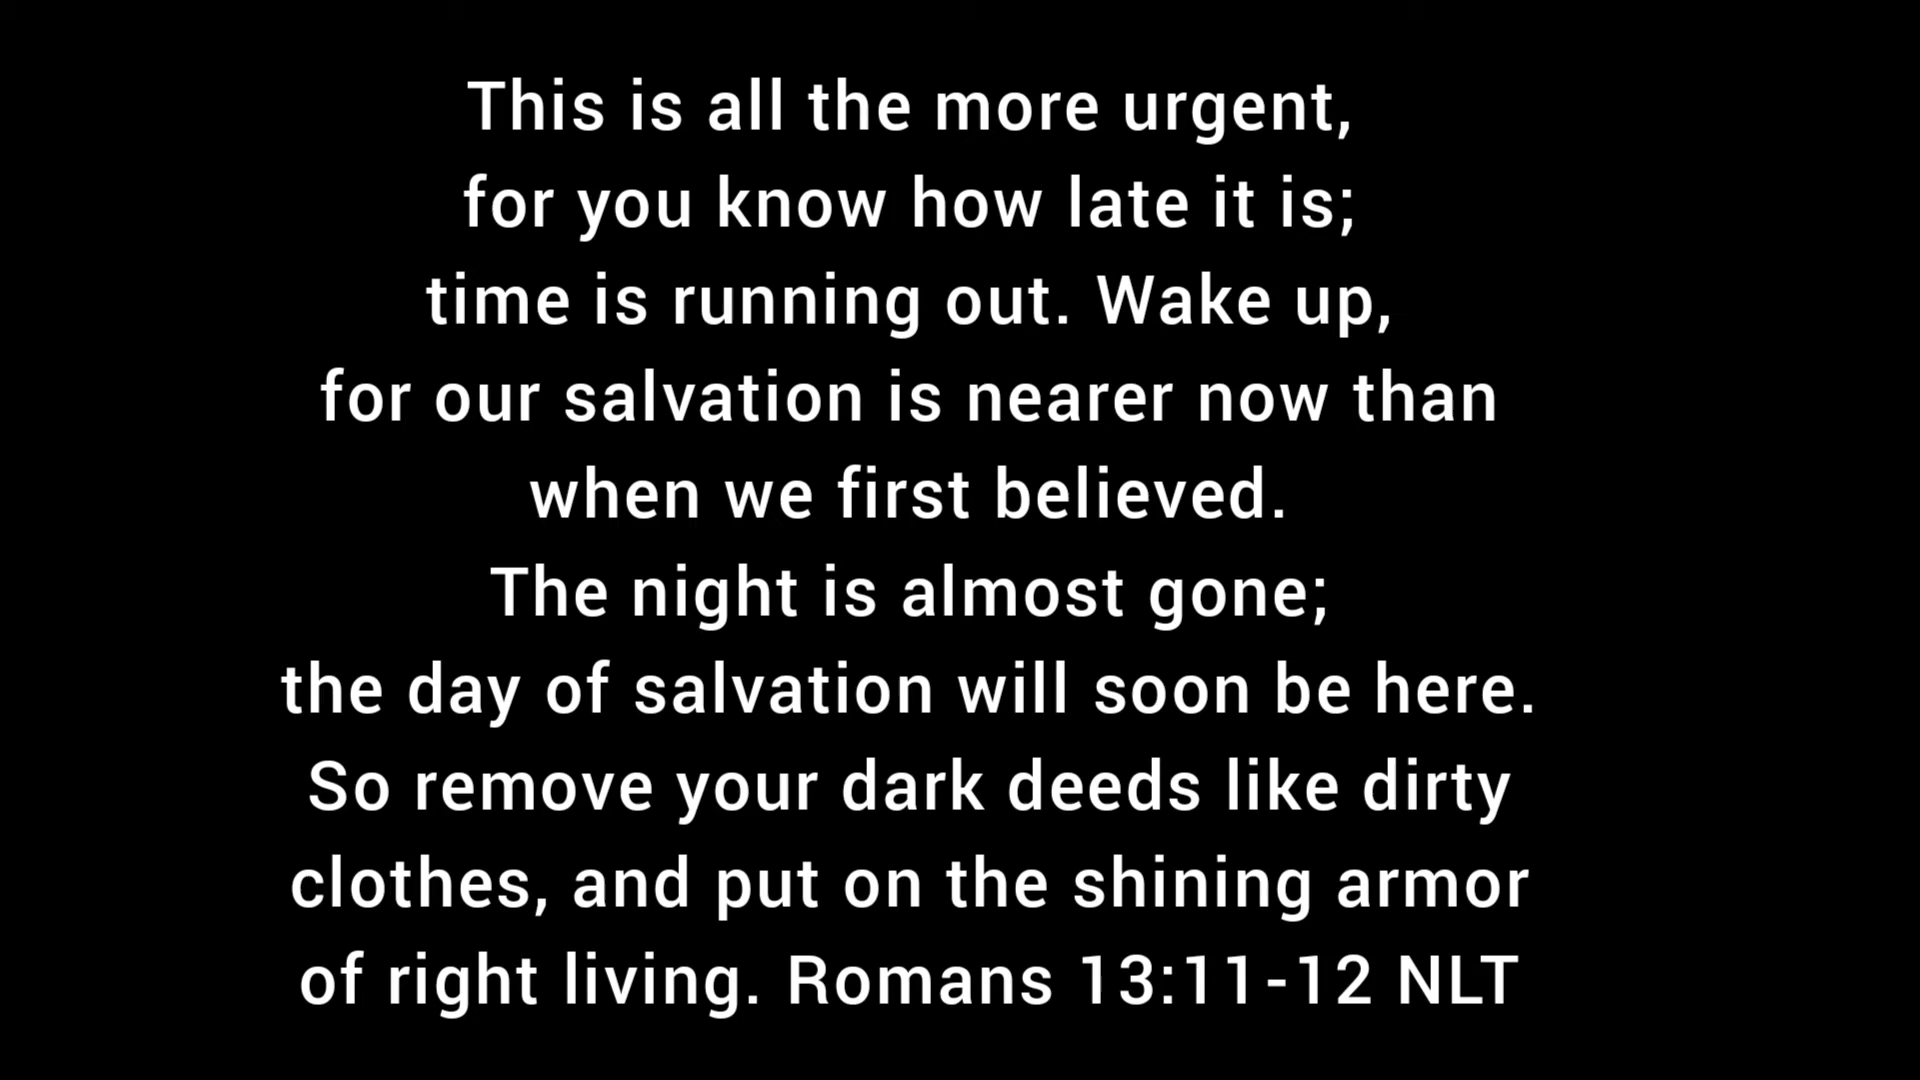 This is all the more urgent,
for you know how late it is;
time is running out. Wake up,
for our salvation is nearer now than
when we first believed.
The night is almost gone;
the day of salvation will soon be here.
So remove your dark deeds like dirty
clothes, and put on the shining armor
of right living. Romans 13:11-12 NLT